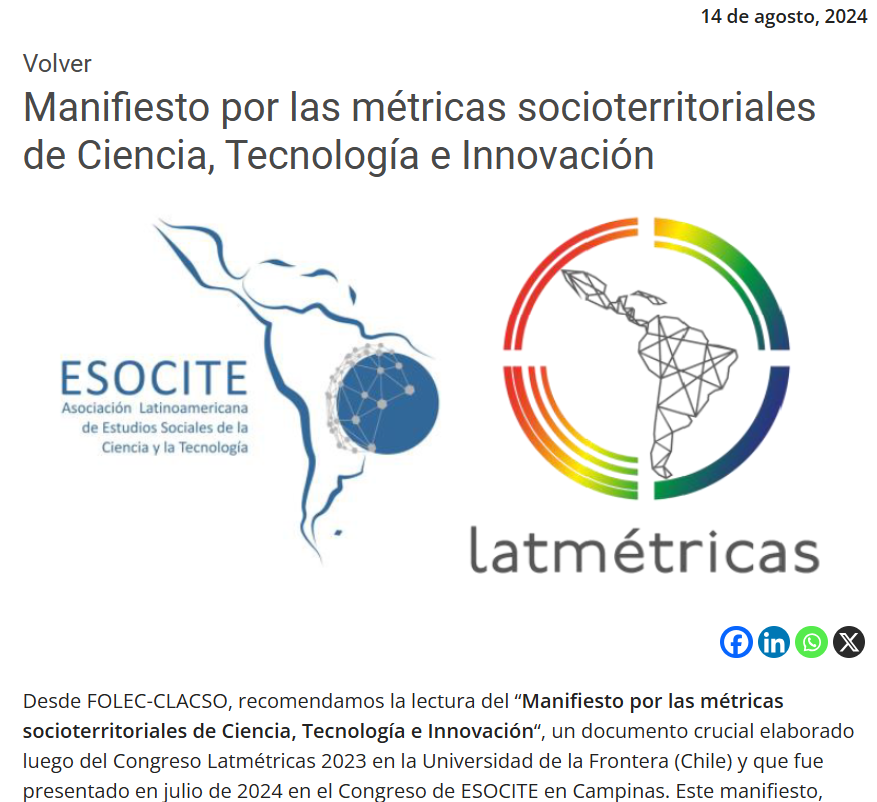 14 de agosto, 2024
Volver
Manifiesto por las métricas socioterritoriales
de Ciencia, Tecnología e Innovación
ESOCITE
Asociación Latinoamericana
de Estudios Sociales de la
Ciencia y la Tecnología
latmétricas
Desde FOLEC-CLACSO, recomendamos la lectura del “Manifiesto por las métricas
socioterritoriales de Ciencia, Tecnología e Innovación“, un documento crucial elaborado
luego del Congreso Latmétricas 2023 en la Universidad de la Frontera (Chile) y que fue
presentado en julio de 2024 en el Congreso de ESOCITE en Campinas. Este manifiesto,